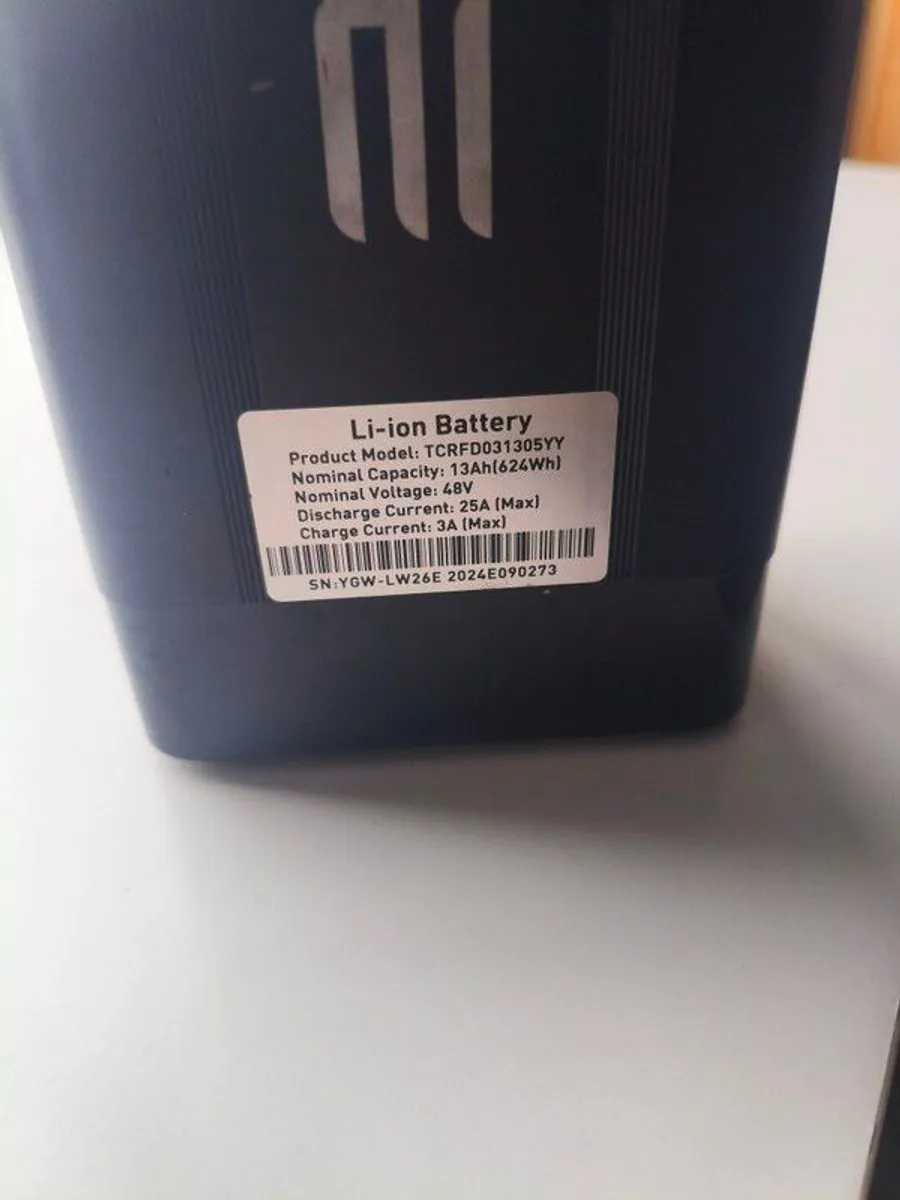 Li-ion Battery
Product Model: TCRFD031305YY
Nominal Capacity: 13Ah(624Wh)
Nominal Voltage: 48V
Discharge Current: 25A (Max)
Charge Current: 3A (Max)
SN:YGW-LW26E 2024E090273